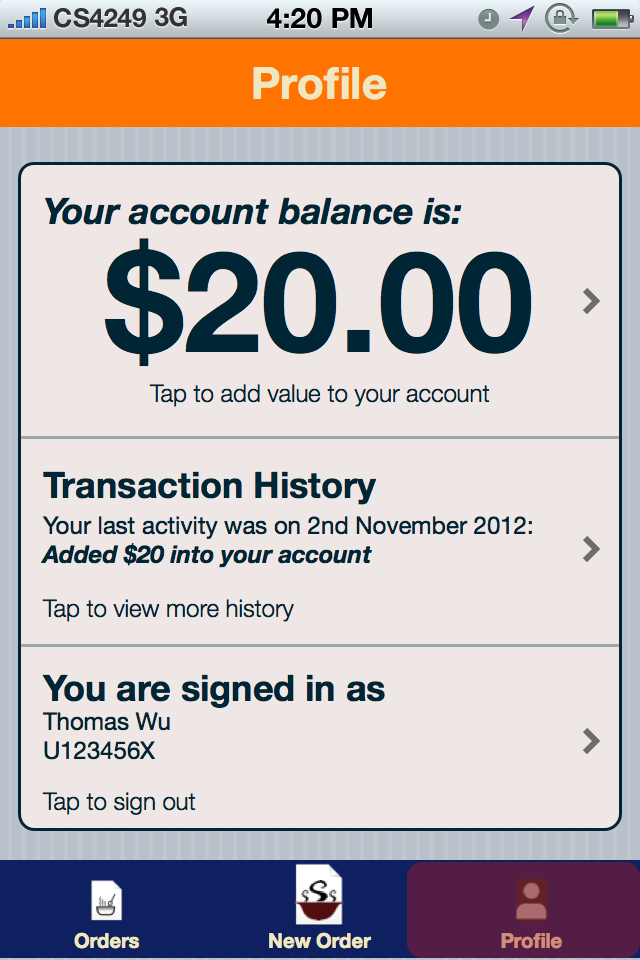 CS4249 3G 4:20 PM
Profile
Your account balance is:
$20.00
Tap to add value to your account
Transaction History
Your last activity was on 2nd November 2012:
Added $20 into your account
Tap to view more history
You are signed in as
Thomas Wu
U123456X
Tap to sign out
Orders New Order Profile